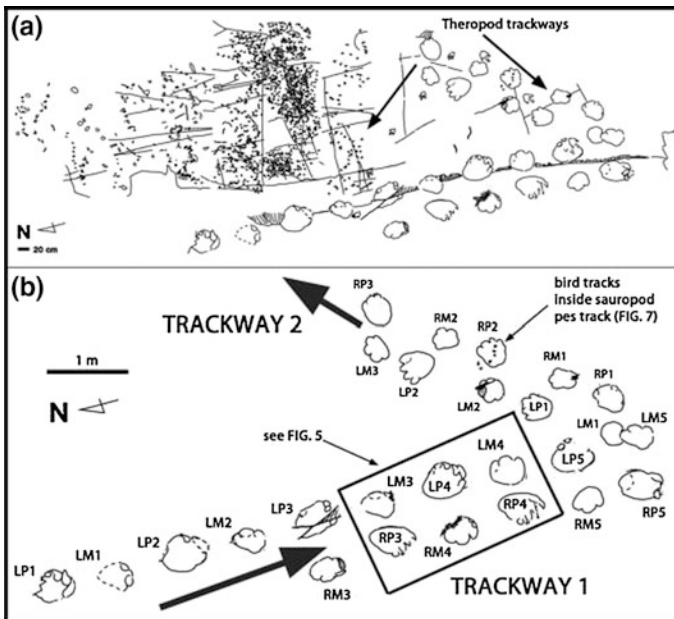 (a)
Theropod trackways
N
20 cm
(b)
RP3
TRACKWAY 2
RM2
RP2
bird tracks
inside sauropod
pes track (FIG. 7)
1 m
LM3
LP2
RM1
RP1
N
LM2
LP1
LM1
LM5
see FIG. 5
LM4
LP5
LM3
LP4
LP3
RP4
RP5
LM2
LP2
RP3
RM4
RM5
LP1
LM1
RM3
TRACKWAY 1